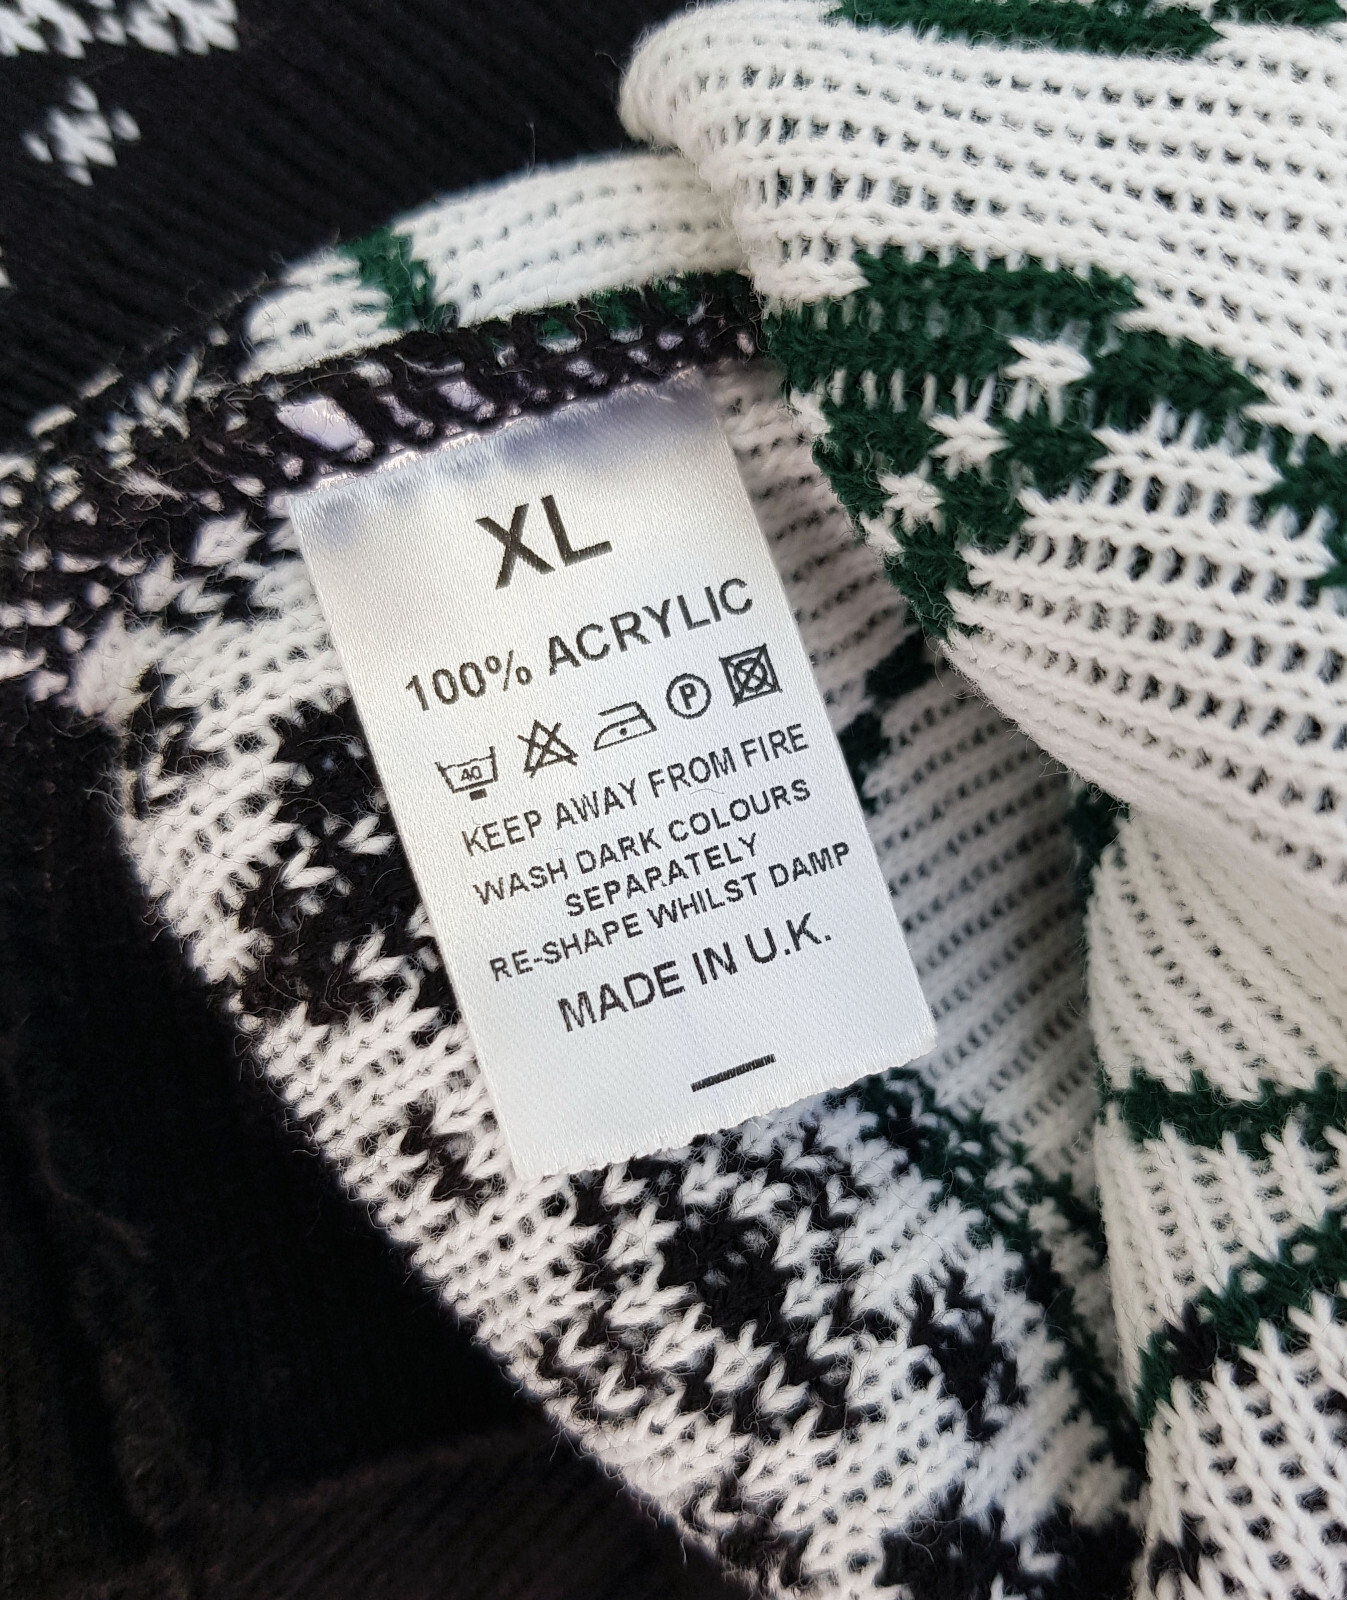 XL
100% ACRYLIC
40 P
KEEP AWAY FROM FIRE
WASH DARK COLOURS
SEPARATELY
RE-SHAPE WHILST DAMP
MADE IN U.K.